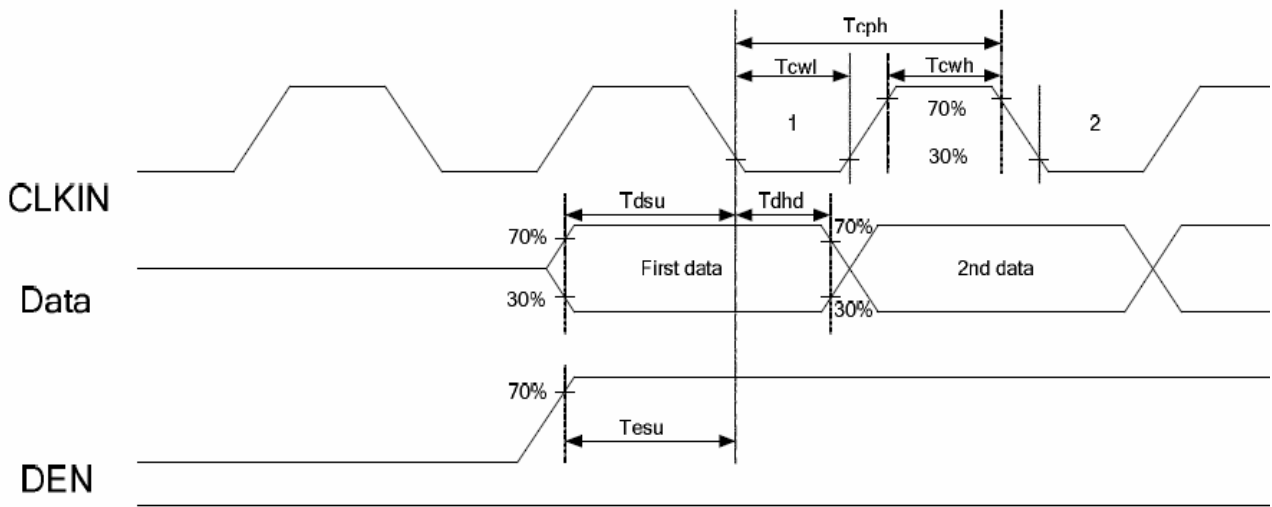 Tcph
Tcwl
Tcwh
1
70%
2
30%
CLKIN
Tdsu
Tdhd
70%
70%
First data
2nd data
30%
30%
Data
70%
Tesu
DEN